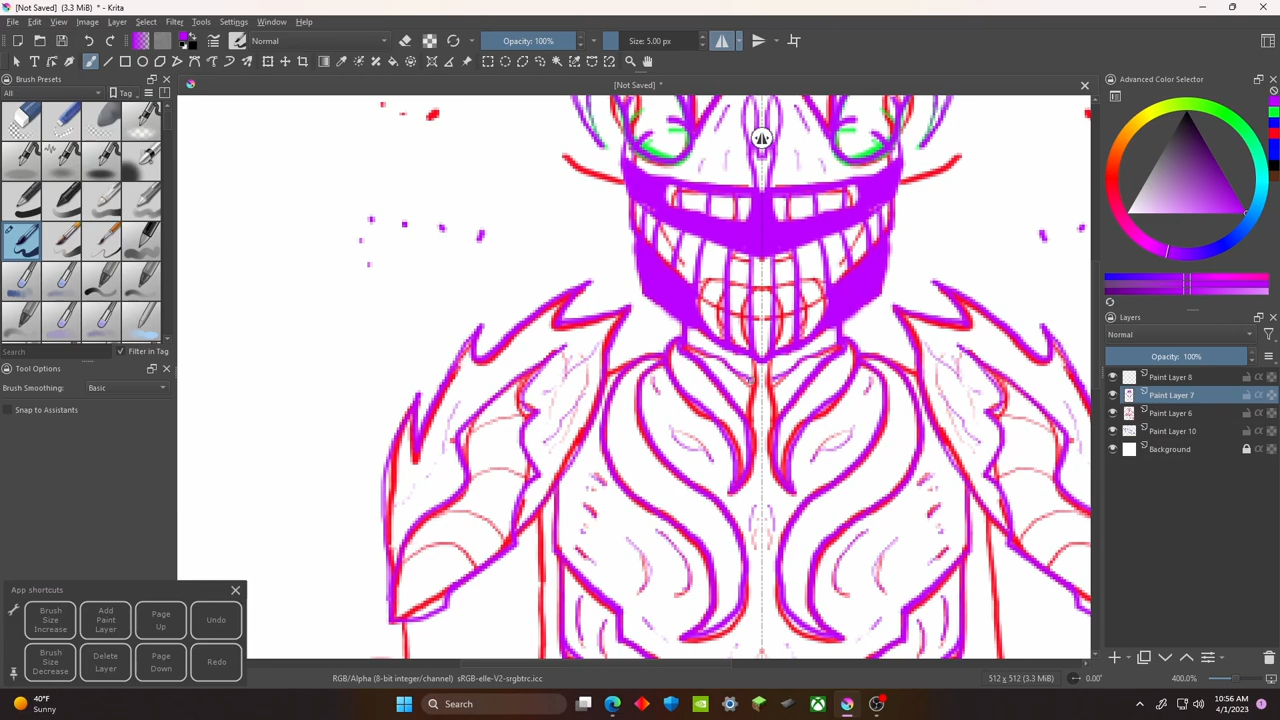 [Not Saved]  (3.3 MiB)  * - Krita
File Edit View Image Layer Select Filter Tools Settings Window Help
Normal Opacity: 100% Size: 5.00 px
Brush Presets
[Not Saved] *
Advanced Color Selector
All Tag
Search Filter in Tag
Tool Options
Brush Smoothing: Basic
Snap to Assistants
Layers
Normal
Opacity:  100%
Paint Layer 8
Paint Layer 7
Paint Layer 6
Paint Layer 10
Background
App shortcuts
Brush Size Increase
Add Paint Layer
Page Up
Undo
Brush Size Decrease
Delete Layer
Page Down
Redo
RGB/Alpha (8-bit integer/channel)  sRGB-elle-V2-srgbtrc.icc
512 x 512 (3.3 MiB)
0.00°
400.0%
40°F
Sunny
Search
10:56 AM
4/1/2023